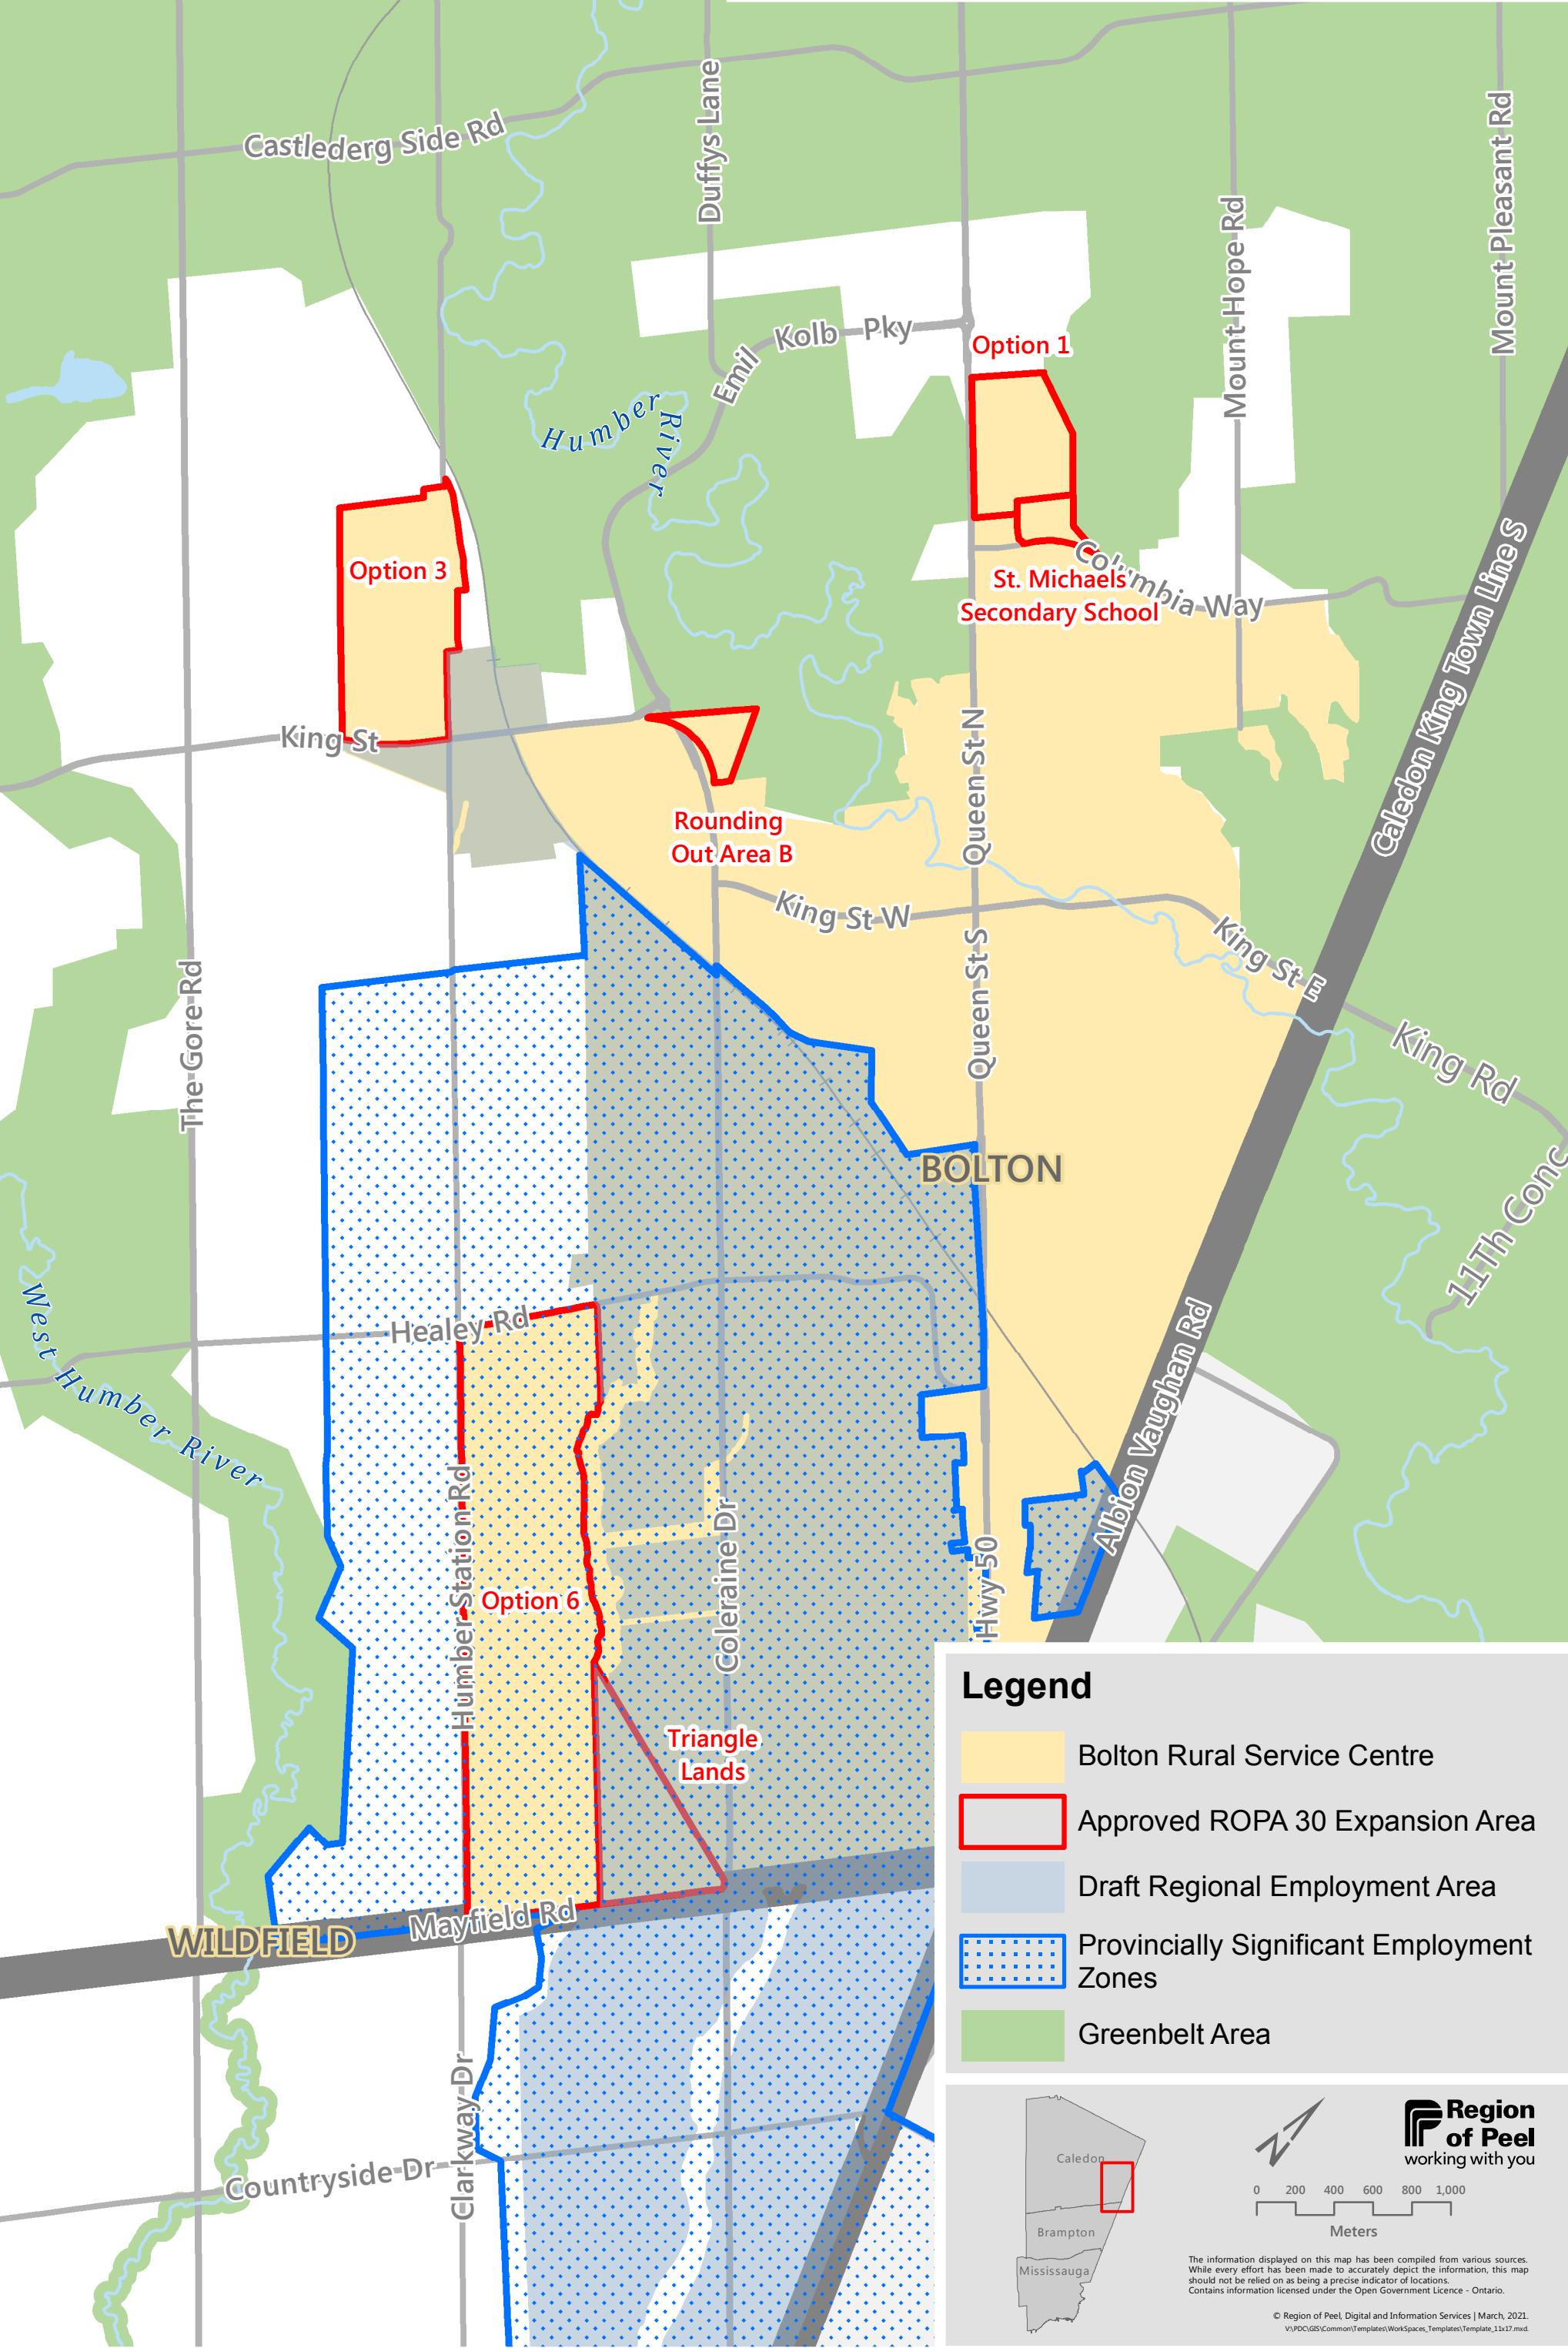 Castlederg Side Rd
Duffys Lane
Mount Hope Rd
Mount Pleasant Rd
Emil Kolb Pky
Option 1
Humber River
Option 3
Columbia Way
St. Michaels
Secondary School
Caledon King Town Line S
King St
Queen St N
Rounding
Out Area B
King St W
King St E
Queen St S
The Gore Rd
King Rd
BOLTON
11Th Conc
West Humber River
Healey Rd
Albion Vaughan Rd
Humber Station Rd
Option 6
Coleraine Dr
Hwy 50
Triangle
Lands
WILDFIELD
Mayfield Rd
Clarkway Dr
Countryside Dr
Legend
Bolton Rural Service Centre
Approved ROPA 30 Expansion Area
Draft Regional Employment Area
Provincially Significant Employment
Zones
Greenbelt Area
Caledon
Brampton
Mississauga
N
Region
of Peel
working with you
0 200 400 600 800 1,000
Meters
The information displayed on this map has been compiled from various sources.
While every effort has been made to accurately depict the information, this map
should not be relied on as being a precise indicator of locations.
Contains information licensed under the Open Government Licence - Ontario.
© Region of Peel, Digital and Information Services | March, 2021.
V:\PDC\GIS\Common\Templates\WorkSpaces_Templates\Template_11x17.mxd.